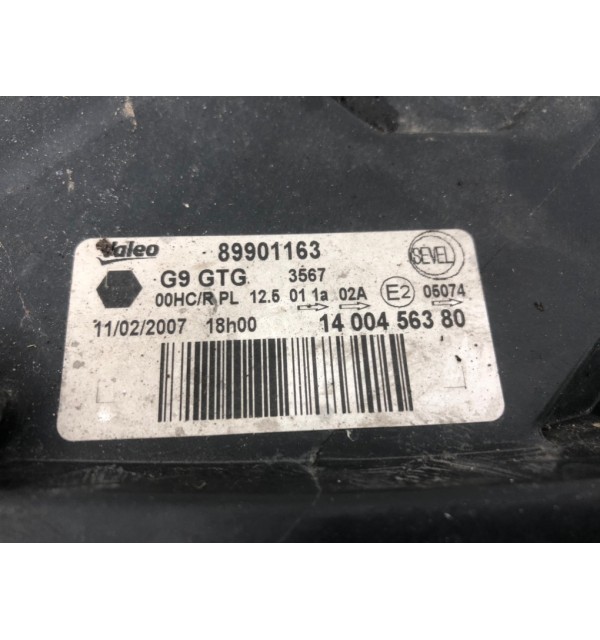 Valeo 89901163 SEVEL
G9 GTG 3567
00HC/R PL 12.5 01 1a 02A E2 05074
11/02/2007 18h00 14 004 563 80